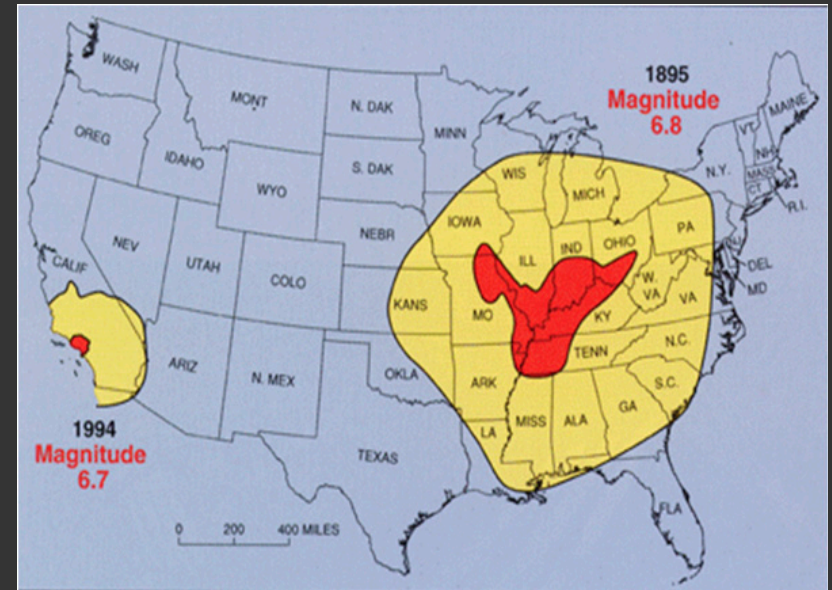 WASH
MONT
N. DAK
MINN
1895
Magnitude
6.8
MAINE
VT
NH
OREG
IDAHO
S. DAK
WIS
MICH
N.Y.
MASS
CT
R.I.
WYO
NEBR
IOWA
PA
NJ
NEV
UTAH
COLO
ILL
IND
OHIO
W.
VA
DEL
MD
CALIF
KANS
MO
KY
VA
ARIZ
N. MEX
OKLA
ARK
TENN
N.C.
S.C.
1994
Magnitude
6.7
TEXAS
LA
MISS
ALA
GA
FLA
0 200 400 MILES